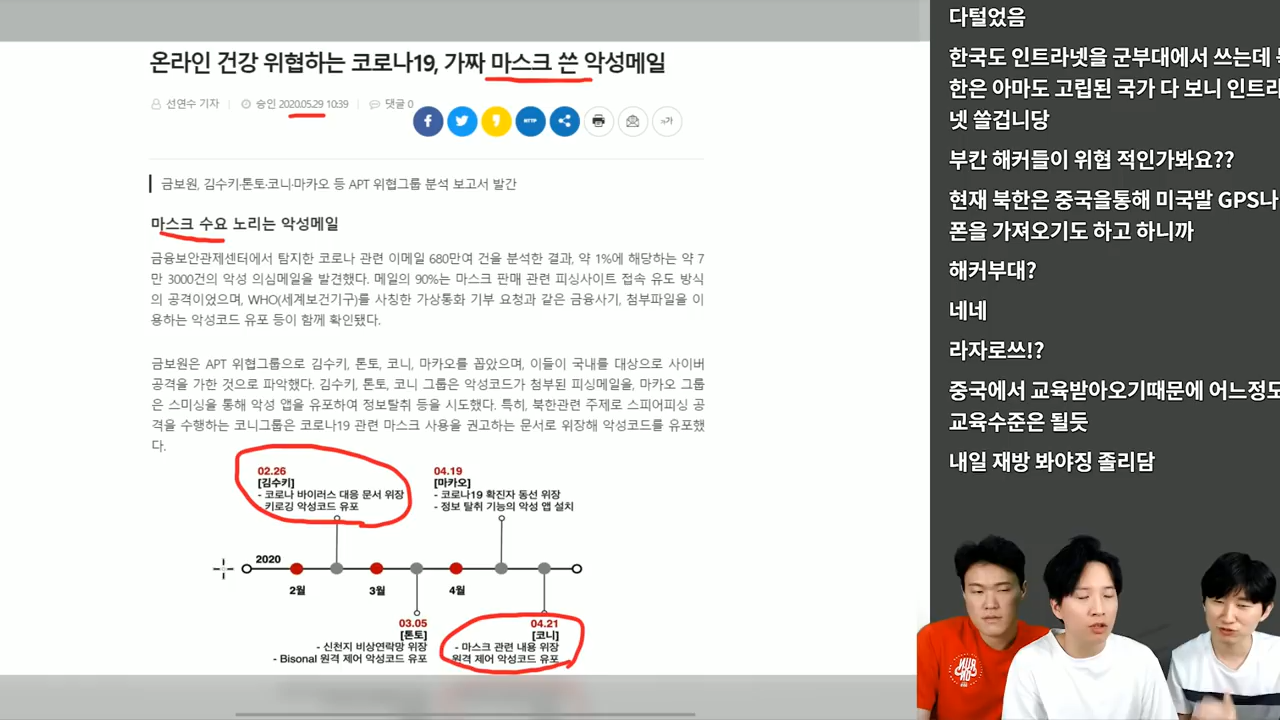 온라인 건강 위협하는 코로나19, 가짜 마스크 쓴 악성메일
선연수 기자 승인 2020.05.29 10:39 댓글 0
HTTP
가가
금보원, 김수키·톤토·코니·마카오 등 APT 위협그룹 분석 보고서 발간
마스크 수요 노리는 악성메일
금융보안관제센터에서 탐지한 코로나 관련 이메일 680만여 건을 분석한 결과, 약 1%에 해당하는 약 7
만 3000건의 악성 의심메일을 발견했다. 메일의 90%는 마스크 판매 관련 피싱사이트 접속 유도 방식
의 공격이었으며, WHO(세계보건기구)를 사칭한 가상통화 기부 요청과 같은 금융사기, 첨부파일을 이
용하는 악성코드 유포 등이 함께 확인됐다.
금보원은 APT 위협그룹으로 김수키, 톤토, 코니, 마카오를 꼽았으며, 이들이 국내를 대상으로 사이버
공격을 가한 것으로 파악했다. 김수키, 톤토, 코니 그룹은 악성코드가 첨부된 피싱메일을, 마카오 그룹
은 스미싱을 통해 악성 앱을 유포하여 정보탈취 등을 시도했다. 특히, 북한관련 주제로 스피어피싱 공
격을 수행하는 코니그룹은 코로나19 관련 마스크 사용을 권고하는 문서로 위장해 악성코드를 유포했
다.
02.26
[김수키]
- 코로나 바이러스 대응 문서 위장
- 키로깅 악성코드 유포
04.19
[마카오]
- 코로나19 확진자 동선 위장
- 정보 탈취 기능의 악성 앱 설치
2020
2월
3월
4월
03.05
[톤토]
- 신천지 비상연락망 위장
- Bisonal 원격 제어 악성코드 유포
04.21
[코니]
- 마스크 관련 내용 위장
원격 제어 악성코드 유포
다털었음
한국도 인트라넷을 군부대에서 쓰는데
한은 아마도 고립된 국가 다 보니 인트라
넷 쓸겁니당
부칸 해커들이 위협 적인가봐요??
현재 북한은 중국을통해 미국발 GPS나
폰을 가져오기도 하고 하니까
해커부대?
네네
라자로쓰!?
중국에서 교육받아오기때문에 어느정도
교육수준은 될듯
내일 재방 봐야징 졸리담